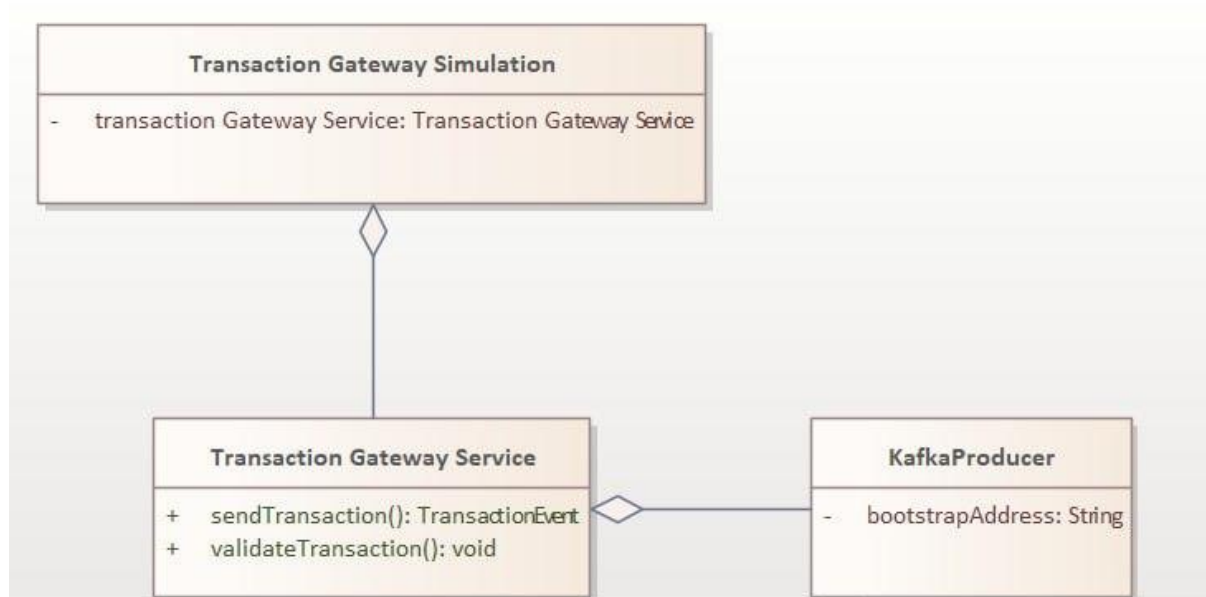 Transaction Gateway Simulation
- transaction Gateway Service: Transaction Gateway Service
Transaction Gateway Service
+ sendTransaction(): TransactionEvent
+ validateTransaction(): void
KafkaProducer
- bootstrapAddress: String